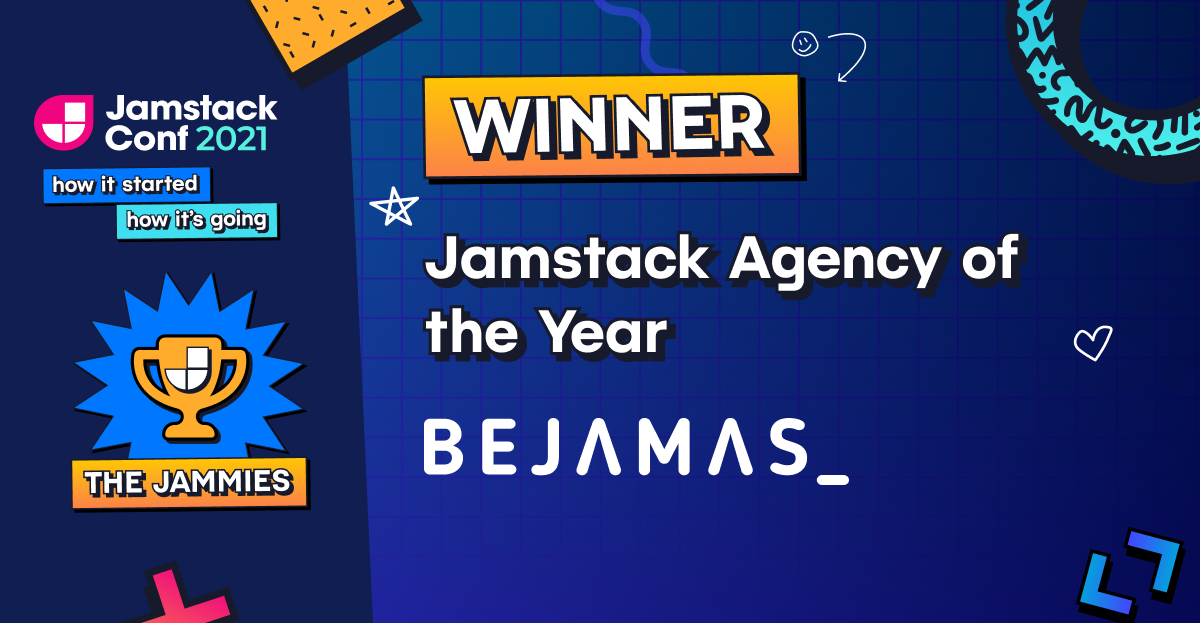 Jamstack
Conf 2021
how it started
how it's going
THE JAMMIES
WINNER
Jamstack Agency of
the Year
BEJAMAS_